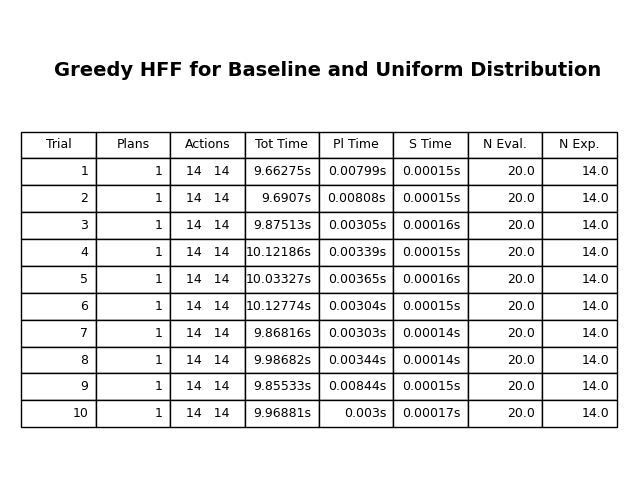 Greedy HFF for Baseline and Uniform Distribution
Trial Plans Actions Tot Time Pl Time S Time N Eval. N Exp.
1 1 14 14 9.66275s 0.00799s 0.00015s 20.0 14.0
2 1 14 14 9.6907s 0.00808s 0.00015s 20.0 14.0
3 1 14 14 9.87513s 0.00305s 0.00016s 20.0 14.0
4 1 14 14 10.12186s 0.00339s 0.00015s 20.0 14.0
5 1 14 14 10.03327s 0.00365s 0.00016s 20.0 14.0
6 1 14 14 10.12774s 0.00304s 0.00015s 20.0 14.0
7 1 14 14 9.86816s 0.00303s 0.00014s 20.0 14.0
8 1 14 14 9.98682s 0.00344s 0.00014s 20.0 14.0
9 1 14 14 9.85533s 0.00844s 0.00015s 20.0 14.0
10 1 14 14 9.96881s 0.003s 0.00017s 20.0 14.0